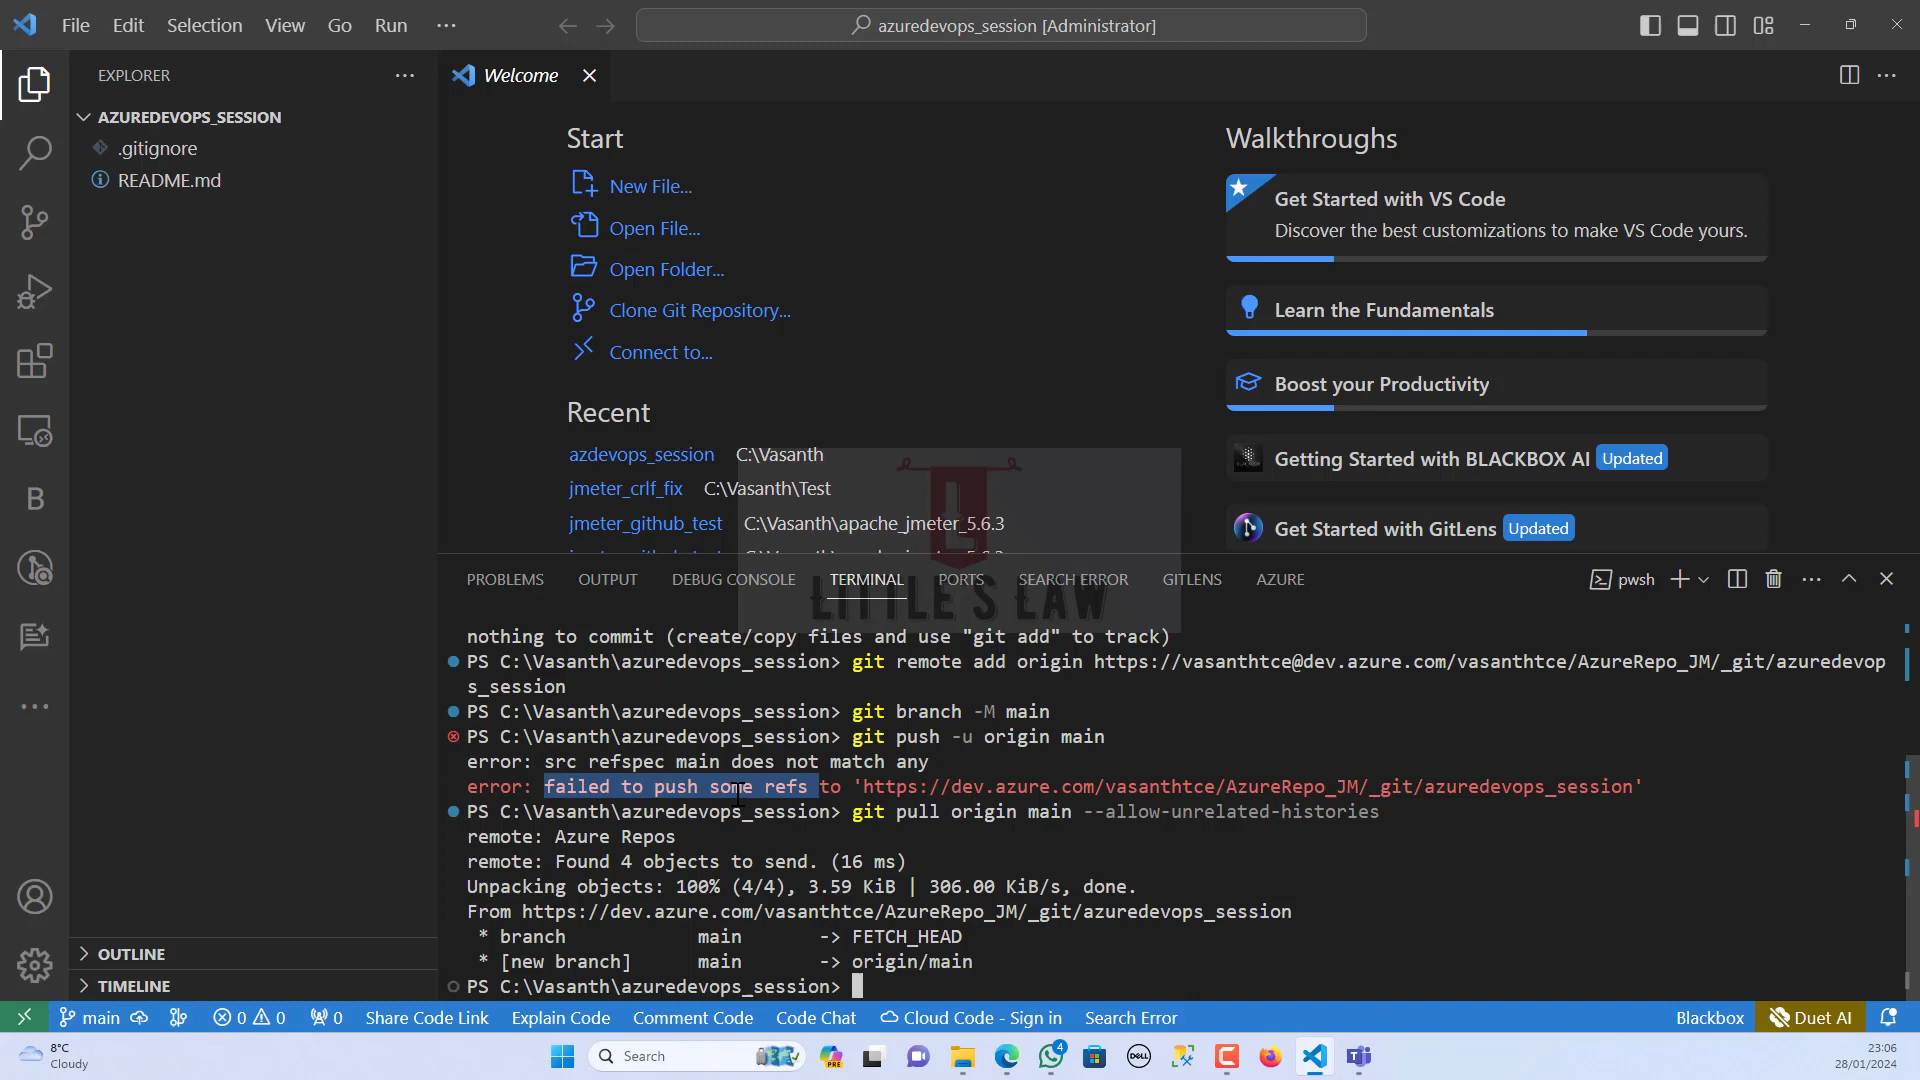 File Edit Selection View Go Run ···
azuredevops_session [Administrator]
EXPLORER ···
Welcome
AZUREDEVOPS_SESSION
.gitignore
README.md
Start
New File...
Open File...
Open Folder...
Clone Git Repository...
Connect to...
Recent
azdevops_session C:\Vasanth
jmeter_crlf_fix C:\Vasanth\Test
jmeter_github_test C:\Vasanth\apache_jmeter_5.6.3
Walkthroughs
Get Started with VS Code
Discover the best customizations to make VS Code yours.
Learn the Fundamentals
Boost your Productivity
Getting Started with BLACKBOX AI Updated
Get Started with GitLens Updated
L
LITTLE'S LAW
PROBLEMS OUTPUT DEBUG CONSOLE TERMINAL PORTS SEARCH ERROR GITLENS AZURE
pwsh
nothing to commit (create/copy files and use "git add" to track)
PS C:\Vasanth\azuredevops_session> git remote add origin https://vasanthtce@dev.azure.com/vasanthtce/AzureRepo_JM/_git/azuredevop
s_session
PS C:\Vasanth\azuredevops_session> git branch -M main
PS C:\Vasanth\azuredevops_session> git push -u origin main
error: src refspec main does not match any
error: failed to push some refs to 'https://dev.azure.com/vasanthtce/AzureRepo_JM/_git/azuredevops_session'
PS C:\Vasanth\azuredevops_session> git pull origin main --allow-unrelated-histories
remote: Azure Repos
remote: Found 4 objects to send. (16 ms)
Unpacking objects: 100% (4/4), 3.59 KiB | 306.00 KiB/s, done.
From https://dev.azure.com/vasanthtce/AzureRepo_JM/_git/azuredevops_session
* branch main -> FETCH_HEAD
* [new branch] main -> origin/main
PS C:\Vasanth\azuredevops_session>
B
OUTLINE
TIMELINE
main 0 0 0 Share Code Link Explain Code Comment Code Code Chat Cloud Code - Sign in Search Error Blackbox Duet AI
8°C
Cloudy
Search
PRE
4
DELL
23:06
28/01/2024